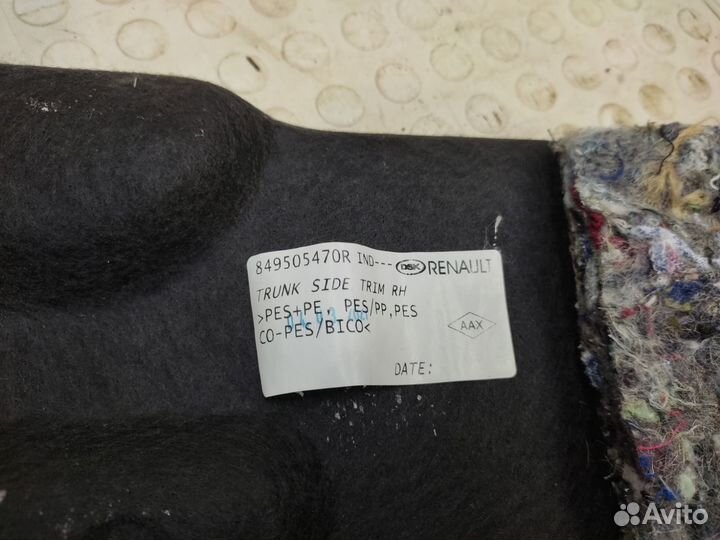 849505470R IND--- DSK RENAULT
TRUNK SIDE TRIM RH
>PES+PE, PES/PP,PES
CO-PES/BICO<
AAX
DATE:
Avito